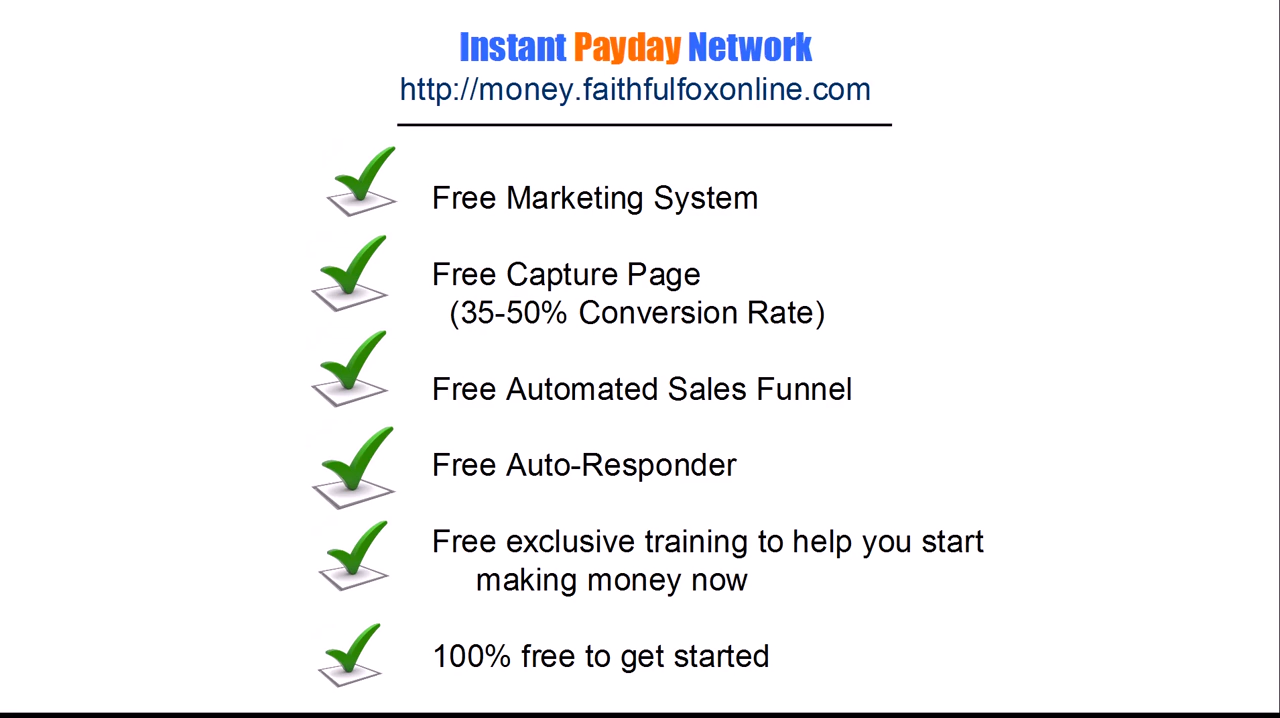 Instant Payday Network
http://money.faithfulfoxonline.com
Free Marketing System
Free Capture Page
(35-50% Conversion Rate)
Free Automated Sales Funnel
Free Auto-Responder
Free exclusive training to help you start
making money now
100% free to get started